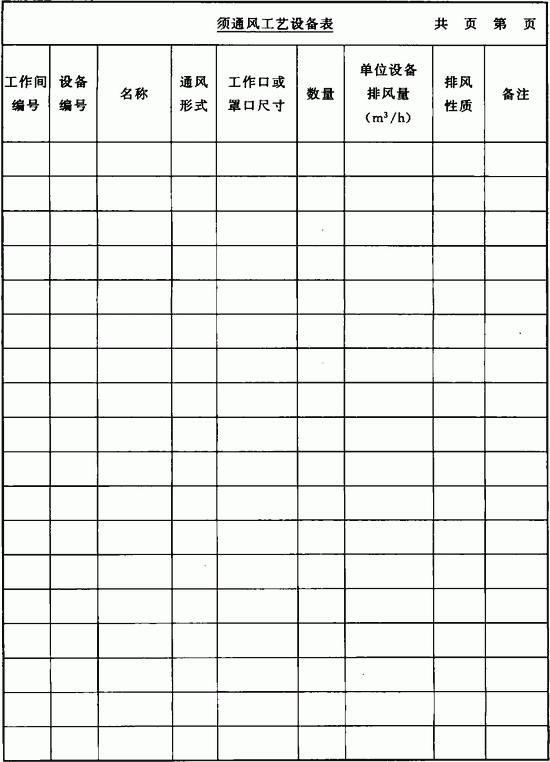 须通风工艺设备表 共 页 第 页
工作间编号 设备编号 名称 通风形式 工作口或罩口尺寸 数量 单位设备排风量(m³/h) 排风性质 备注